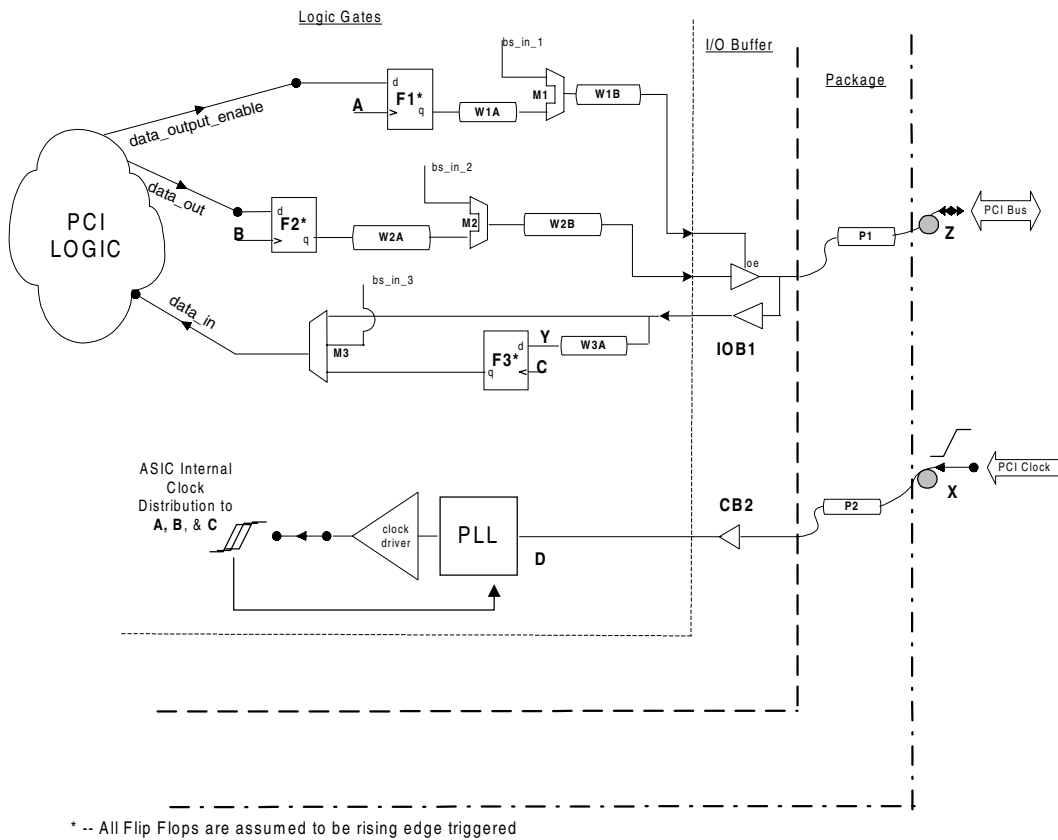 Logic Gates
I/O Buffer
Package
bs_in_1
d
F1*
A
>
q
W1A
M1
W1B
data_output_enable
bs_in_2
data_out
d
F2*
B
>
q
W2A
M2
W2B
PCI
LOGIC
oe
P1
Z
PCI Bus
bs_in_3
data_in
M3
d
Y
W3A
F3*
C
<
q
IOB1
ASIC Internal
Clock
Distribution to
A, B, & C
clock
driver
PLL
D
CB2
P2
X
PCI Clock
* -- All Flip Flops are assumed to be rising edge triggered